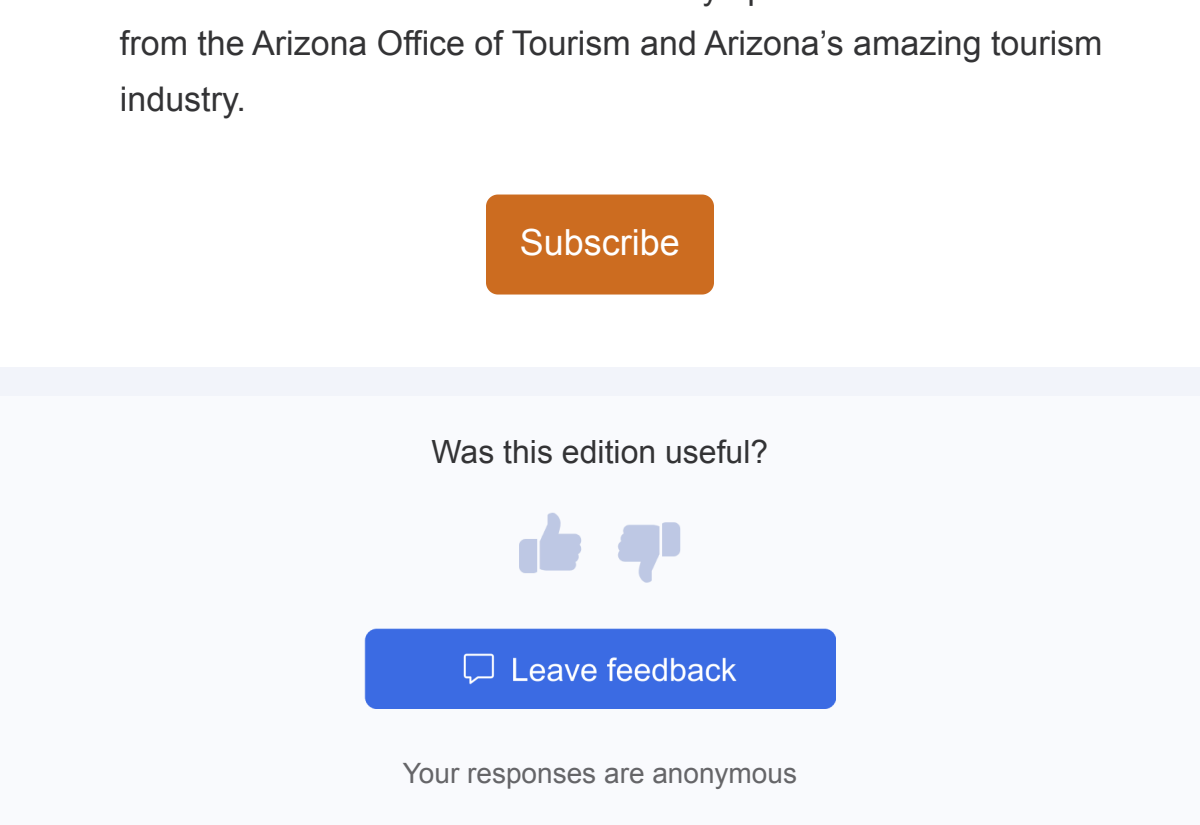 from the Arizona Office of Tourism and Arizona’s amazing tourism
industry.
Subscribe
Was this edition useful?
Leave feedback
Your responses are anonymous